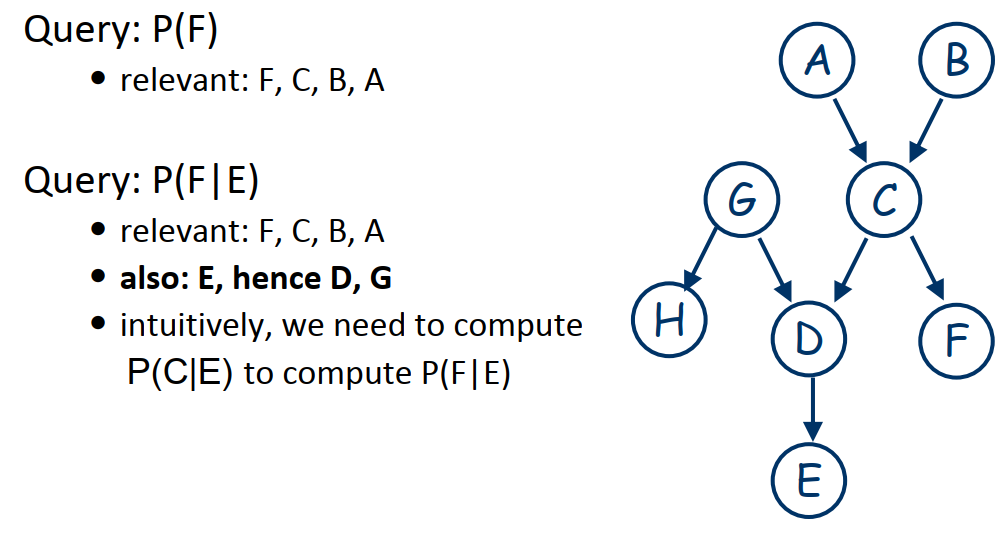 Query: P(F)
• relevant: F, C, B, A
Query: P(F|E)
• relevant: F, C, B, A
• also: E, hence D, G
• intuitively, we need to compute
P(C|E) to compute P(F|E)
A
B
G
C
H
D
F
E